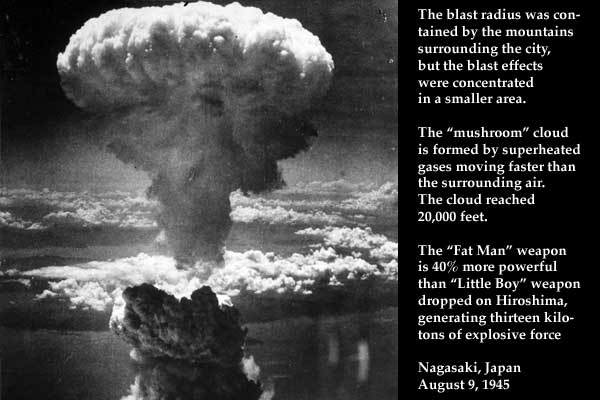 The blast radius was con-
tained by the mountains
surrounding the city,
but the blast effects
were concentrated
in a smaller area.
The “mushroom” cloud
is formed by superheated
gases moving faster than
the surrounding air.
The cloud reached
20,000 feet.
The “Fat Man” weapon
is 40% more powerful
than “Little Boy” weapon
dropped on Hiroshima,
generating thirteen kilo-
tons of explosive force
Nagasaki, Japan
August 9, 1945